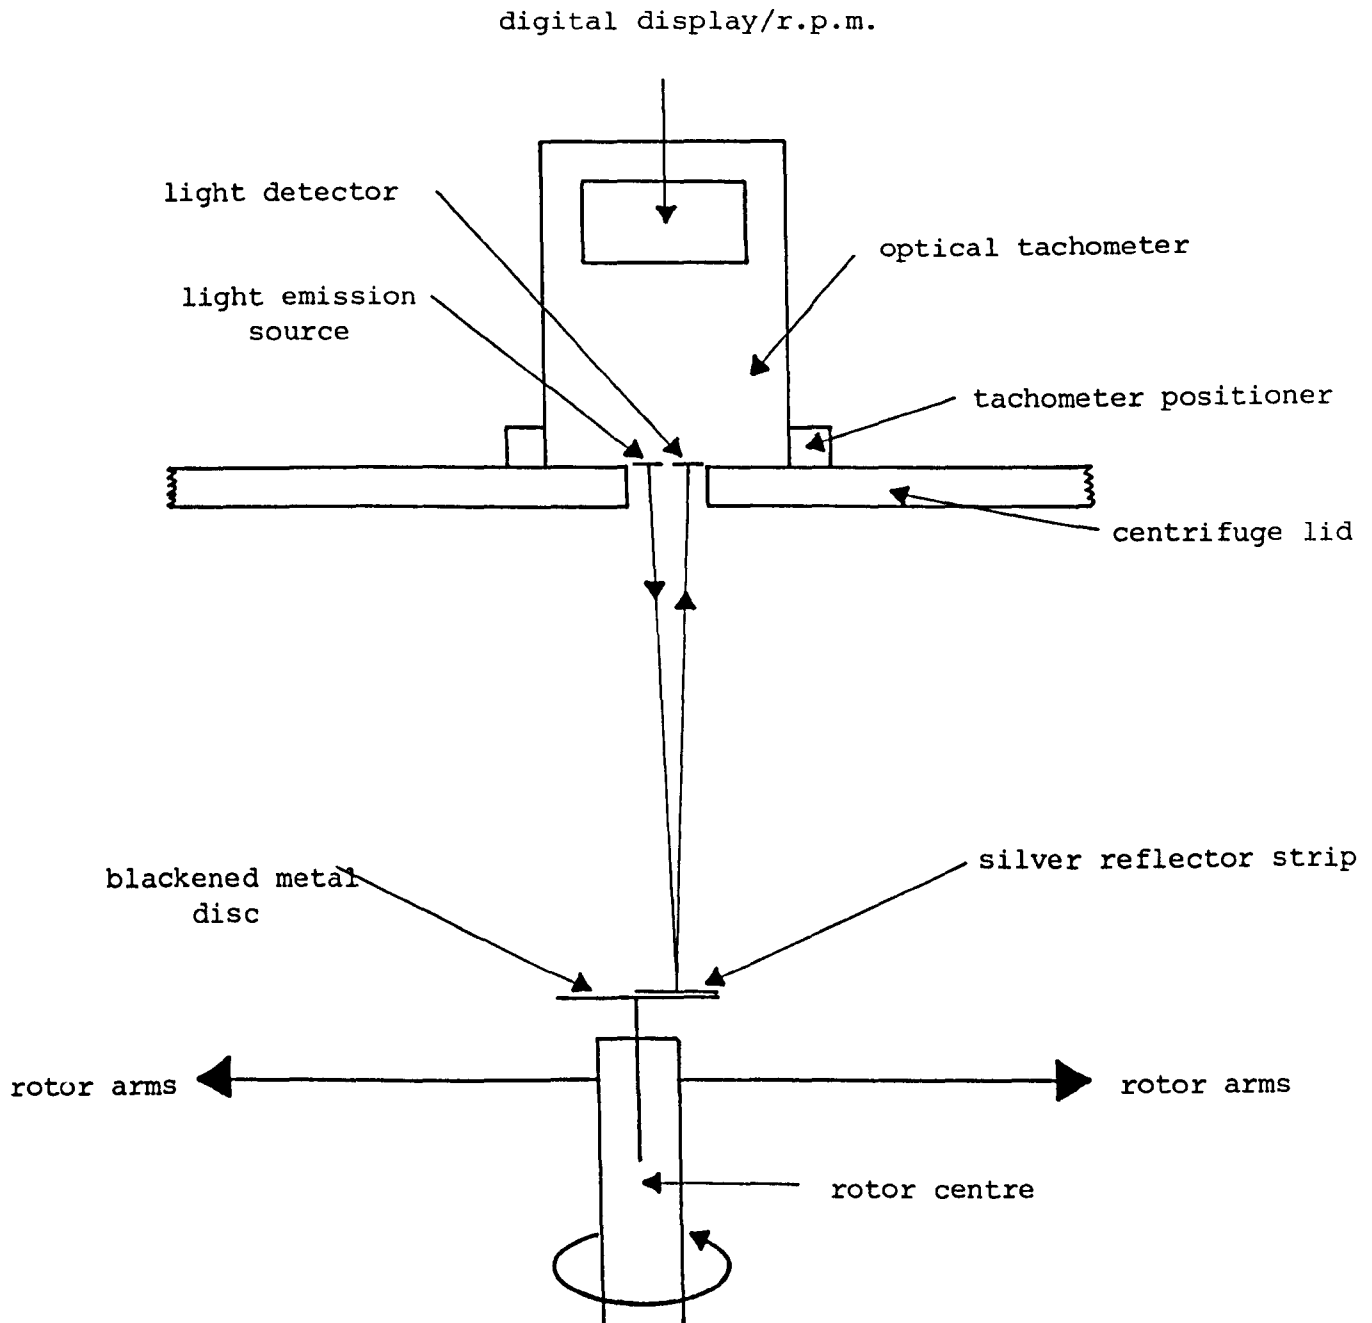 digital display/r.p.m.
light detector
optical tachometer
light emission
source
tachometer positioner
centrifuge lid
silver reflector strip
blackened metal
disc
rotor arms
rotor arms
rotor centre